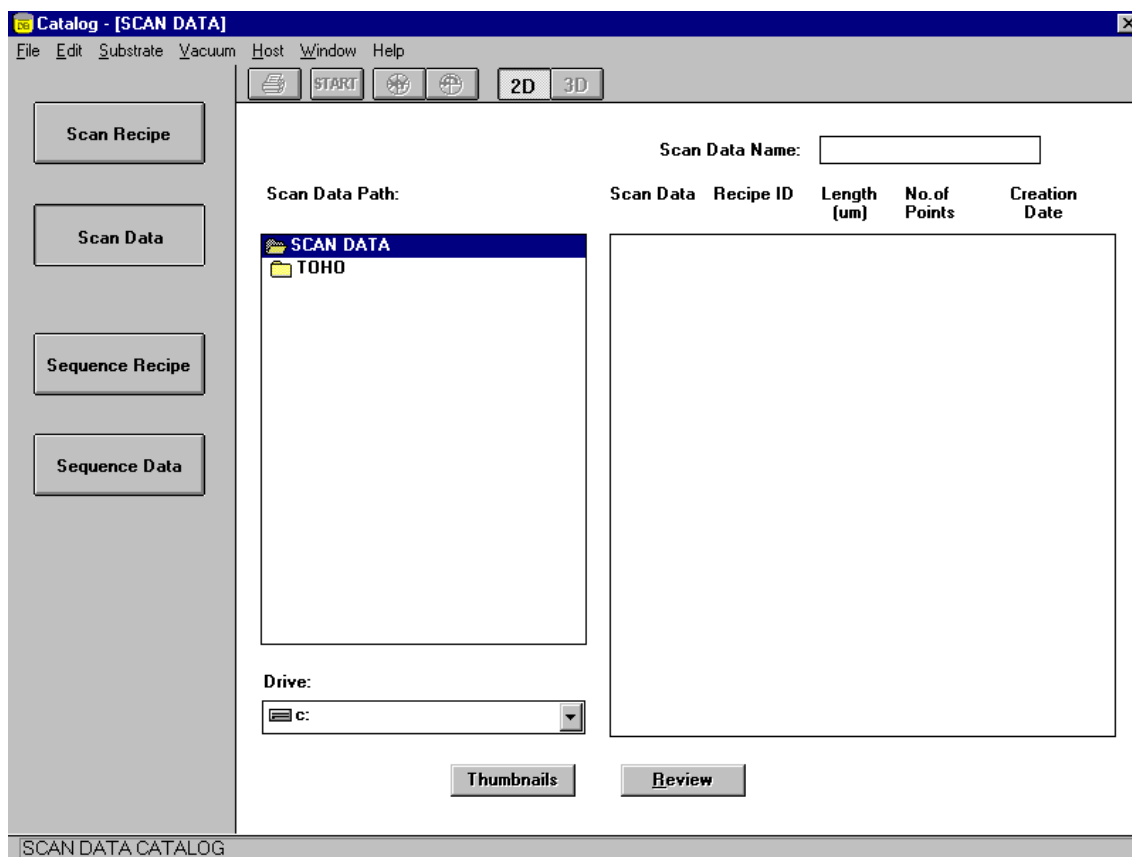 Catalog - [SCAN DATA]
File Edit Substrate Vacuum Host Window Help
START 2D 3D
Scan Recipe
Scan Data
Sequence Recipe
Sequence Data
Scan Data Name:
Scan Data Path:
Scan Data Recipe ID Length (um) No.of Points Creation Date
SCAN DATA
TOHO
Drive:
c:
Thumbnails Review
SCAN DATA CATALOG